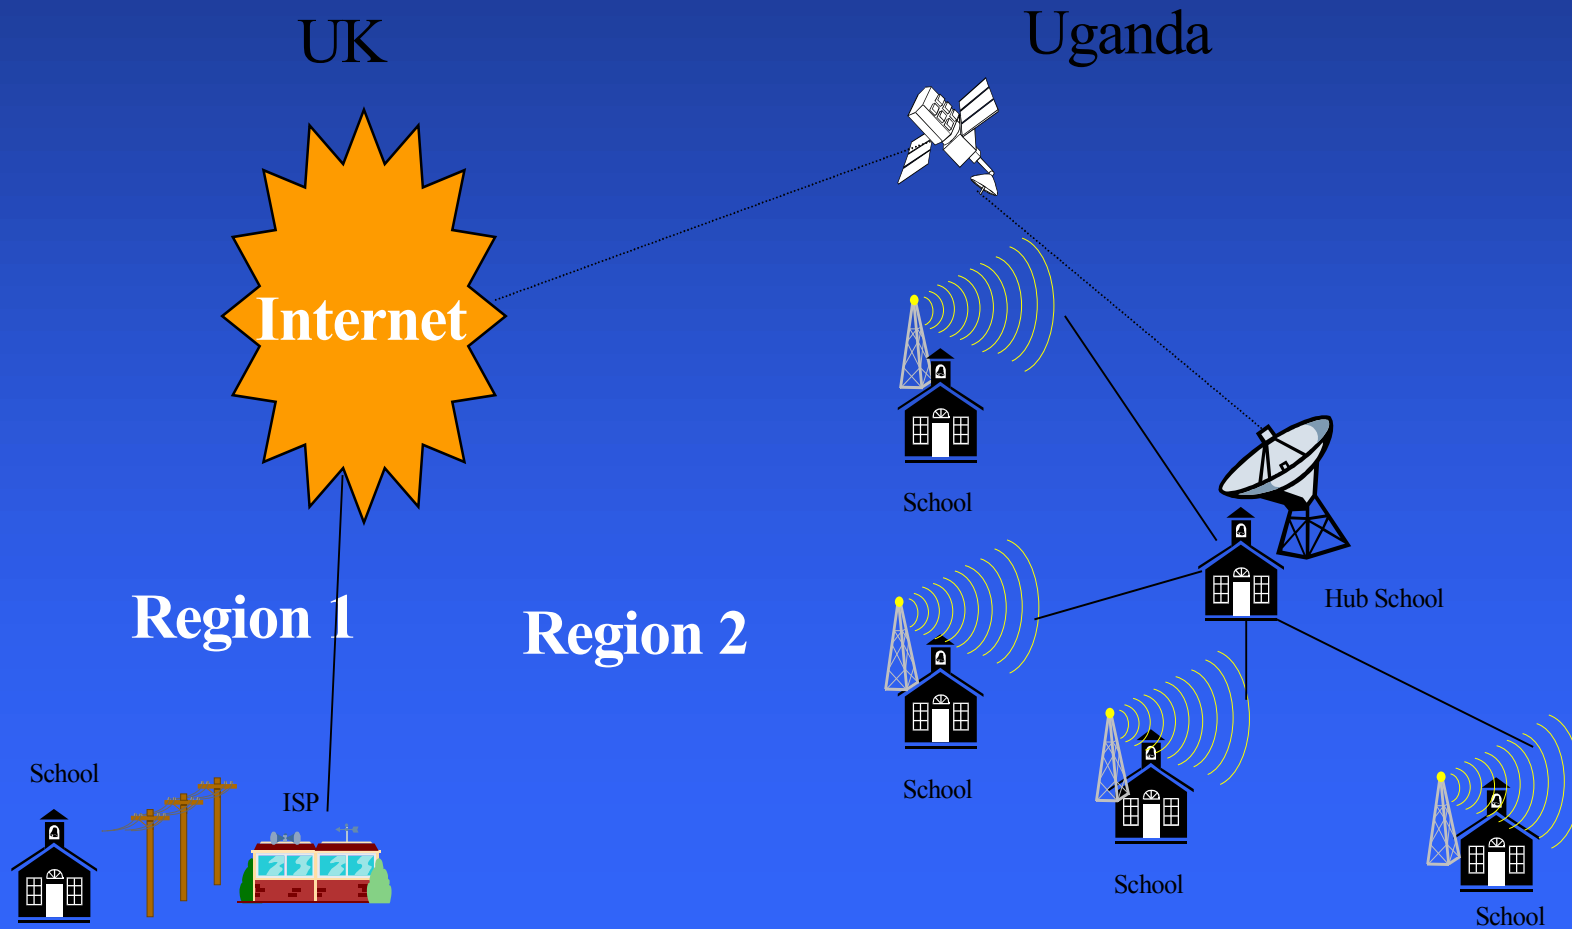 UK
Uganda
Internet
School
Region 1
Region 2
Hub School
School
ISP
School
School
School